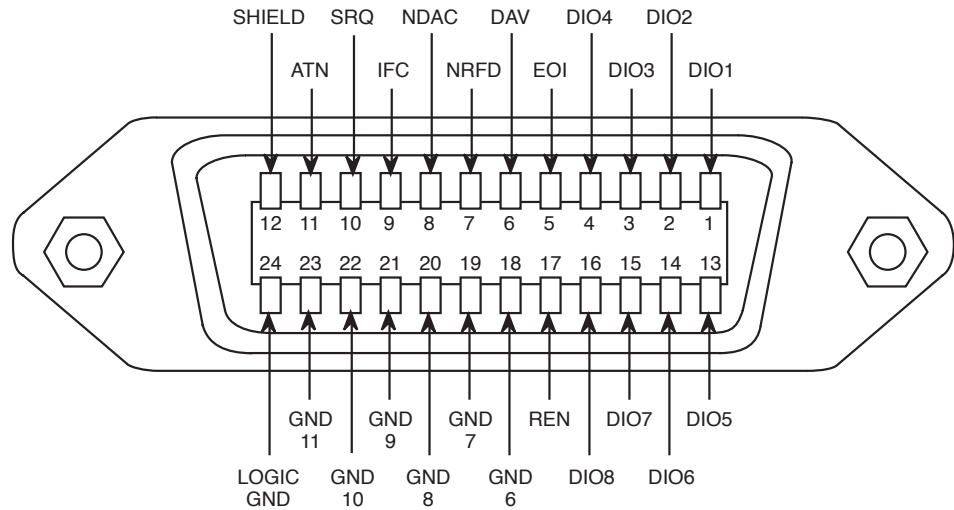 SHIELD SRQ NDAC DAV DIO4 DIO2
ATN IFC NRFD EOI DIO3 DIO1
12 11 10 9 8 7 6 5 4 3 2 1
24 23 22 21 20 19 18 17 16 15 14 13
GND GND GND REN DIO7 DIO5
11 9 7
LOGIC GND GND GND DIO8 DIO6
GND 10 8 6